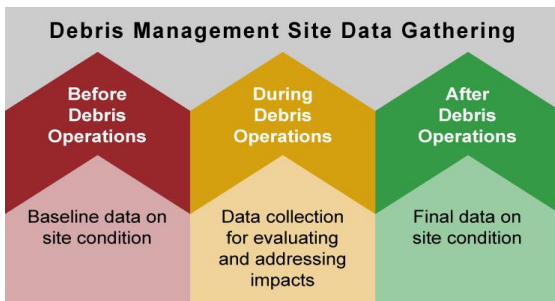 Debris Management Site Data Gathering
Before
Debris
Operations
During
Debris
Operations
After
Debris
Operations
Baseline data on
site condition
Data collection
for evaluating
and addressing
impacts
Final data on
site condition